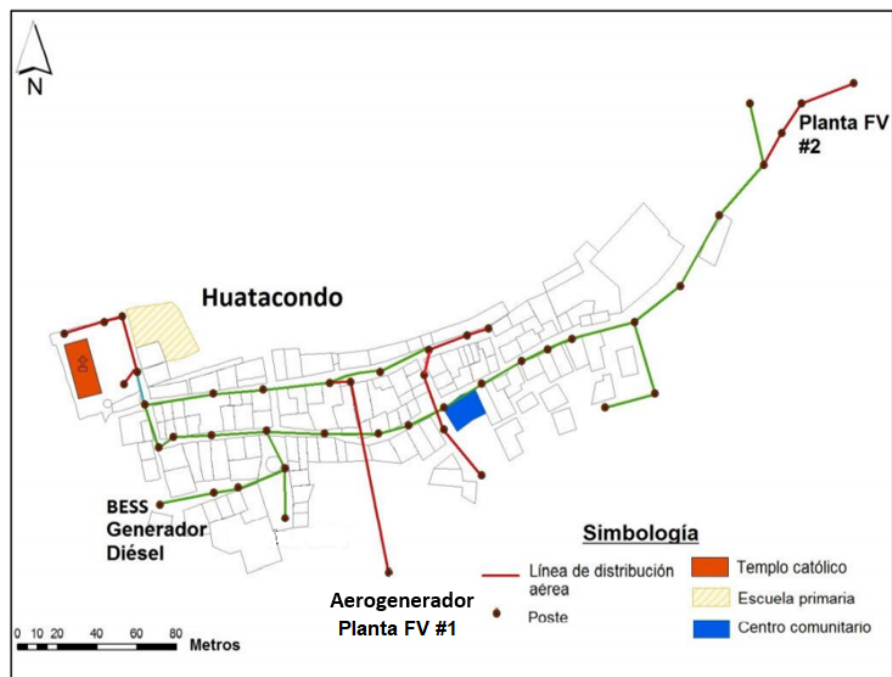 N
Planta FV
#2
Huatacondo
BESS
Generador
Diésel
Aerogenerador
Planta FV #1
Simbología
Línea de distribución
aérea
Poste
Templo católico
Escuela primaria
Centro comunitario
0 10 20 40 60 80
Metros